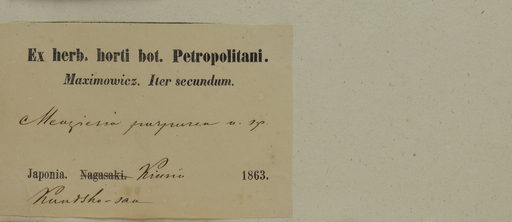 Ex herb. horti bot. Petropolitani.
Maximowicz. Iter secundum.
Menziesia purpurea n. sp.
Japonia. Nagasaki. Kiusiu 1863.
Kundsho-san